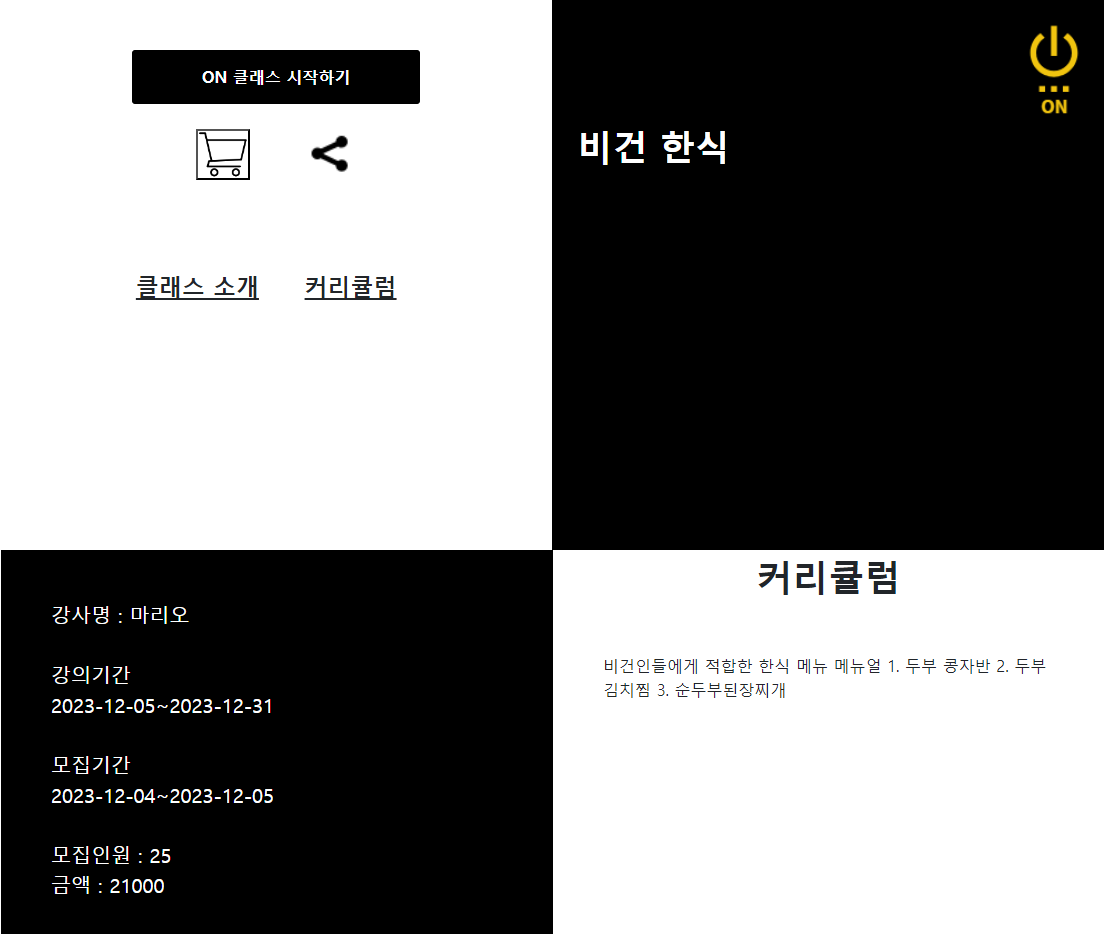 ON 클래스 시작하기
클래스 소개 커리큘럼
ON
비건 한식
강사명 : 마리오
강의기간
2023-12-05~2023-12-31
모집기간
2023-12-04~2023-12-05
모집인원 : 25
금액 : 21000
커리큘럼
비건인들에게 적합한 한식 메뉴 메뉴얼 1. 두부 콩자반 2. 두부
김치찜 3. 순두부된장찌개